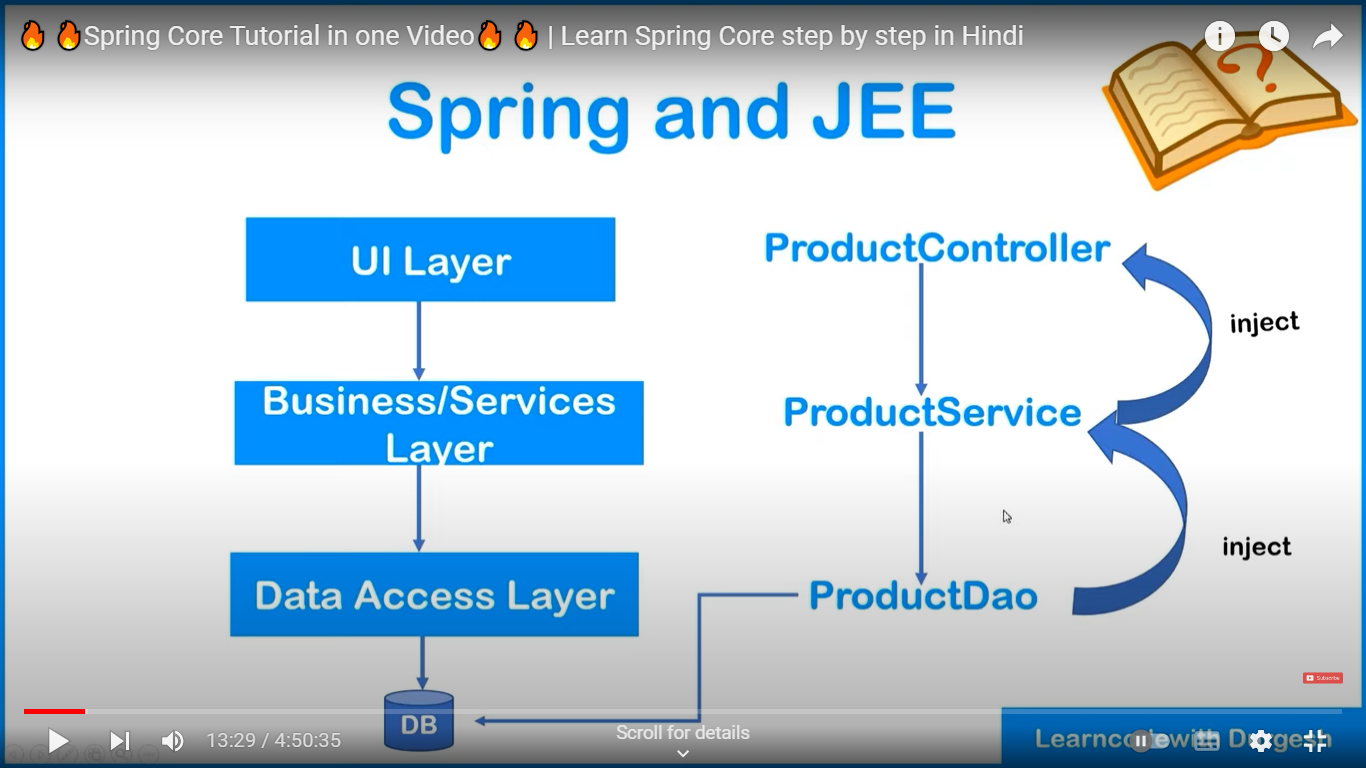 🔥🔥Spring Core Tutorial in one Video🔥🔥 | Learn Spring Core step by step in Hindi
Spring and JEE
UI Layer
ProductController
inject
Business/Services
Layer
ProductService
inject
Data Access Layer
ProductDao
DB
Subscribe
13:29 / 4:50:35
Scroll for details
Learncodewith Durgesh